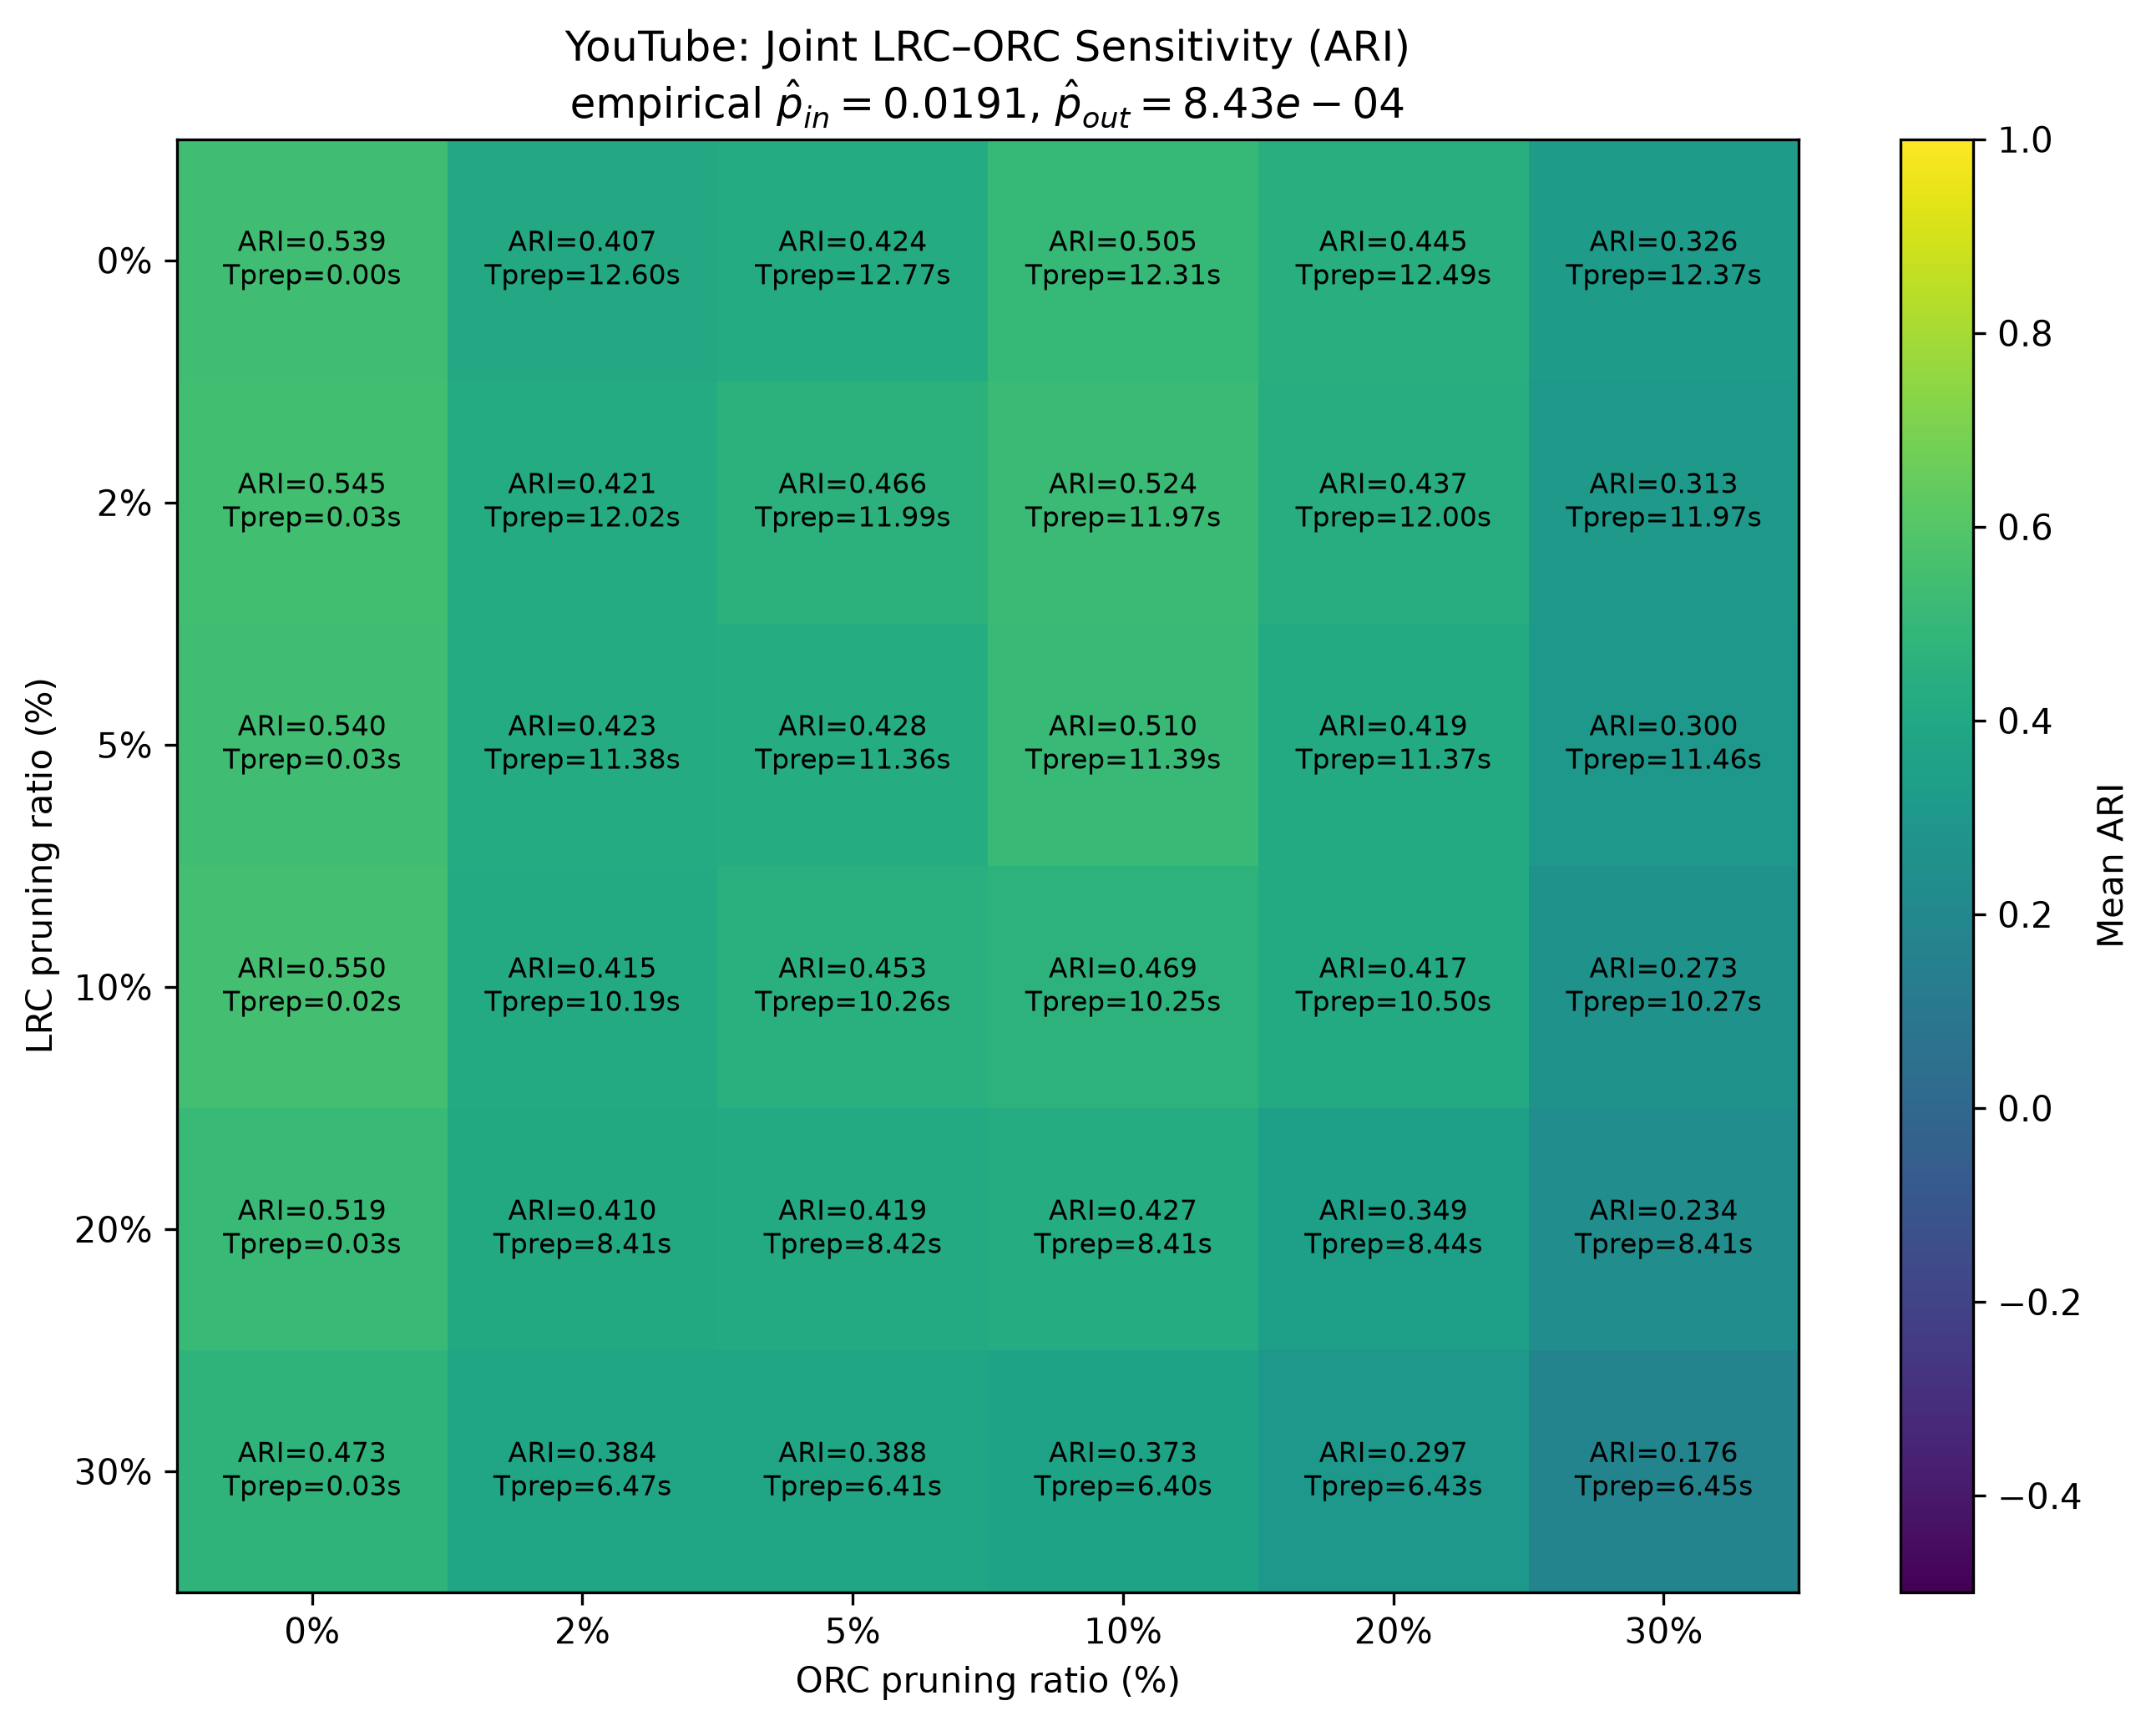 YouTube: Joint LRC–ORC Sensitivity (ARI)
empirical p̂_in = 0.0191, p̂_out = 8.43e − 04
LRC pruning ratio (%)
0%
ARI=0.539
Tprep=0.00s
ARI=0.407
Tprep=12.60s
ARI=0.424
Tprep=12.77s
ARI=0.505
Tprep=12.31s
ARI=0.445
Tprep=12.49s
ARI=0.326
Tprep=12.37s
2%
ARI=0.545
Tprep=0.03s
ARI=0.421
Tprep=12.02s
ARI=0.466
Tprep=11.99s
ARI=0.524
Tprep=11.97s
ARI=0.437
Tprep=12.00s
ARI=0.313
Tprep=11.97s
5%
ARI=0.540
Tprep=0.03s
ARI=0.423
Tprep=11.38s
ARI=0.428
Tprep=11.36s
ARI=0.510
Tprep=11.39s
ARI=0.419
Tprep=11.37s
ARI=0.300
Tprep=11.46s
10%
ARI=0.550
Tprep=0.02s
ARI=0.415
Tprep=10.19s
ARI=0.453
Tprep=10.26s
ARI=0.469
Tprep=10.25s
ARI=0.417
Tprep=10.50s
ARI=0.273
Tprep=10.27s
20%
ARI=0.519
Tprep=0.03s
ARI=0.410
Tprep=8.41s
ARI=0.419
Tprep=8.42s
ARI=0.427
Tprep=8.41s
ARI=0.349
Tprep=8.44s
ARI=0.234
Tprep=8.41s
30%
ARI=0.473
Tprep=0.03s
ARI=0.384
Tprep=6.47s
ARI=0.388
Tprep=6.41s
ARI=0.373
Tprep=6.40s
ARI=0.297
Tprep=6.43s
ARI=0.176
Tprep=6.45s
0%
2%
5%
10%
20%
30%
ORC pruning ratio (%)
1.0
0.8
0.6
0.4
0.2
0.0
−0.2
−0.4
Mean ARI